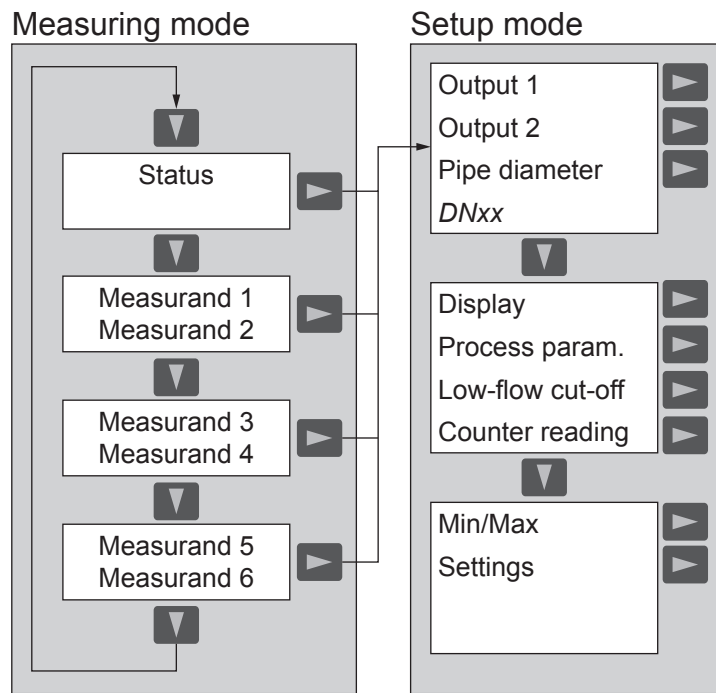 Measuring mode
Status
Measurand 1
Measurand 2
Measurand 3
Measurand 4
Measurand 5
Measurand 6
Setup mode
Output 1
Output 2
Pipe diameter
DNxx
Display
Process param.
Low-flow cut-off
Counter reading
Min/Max
Settings